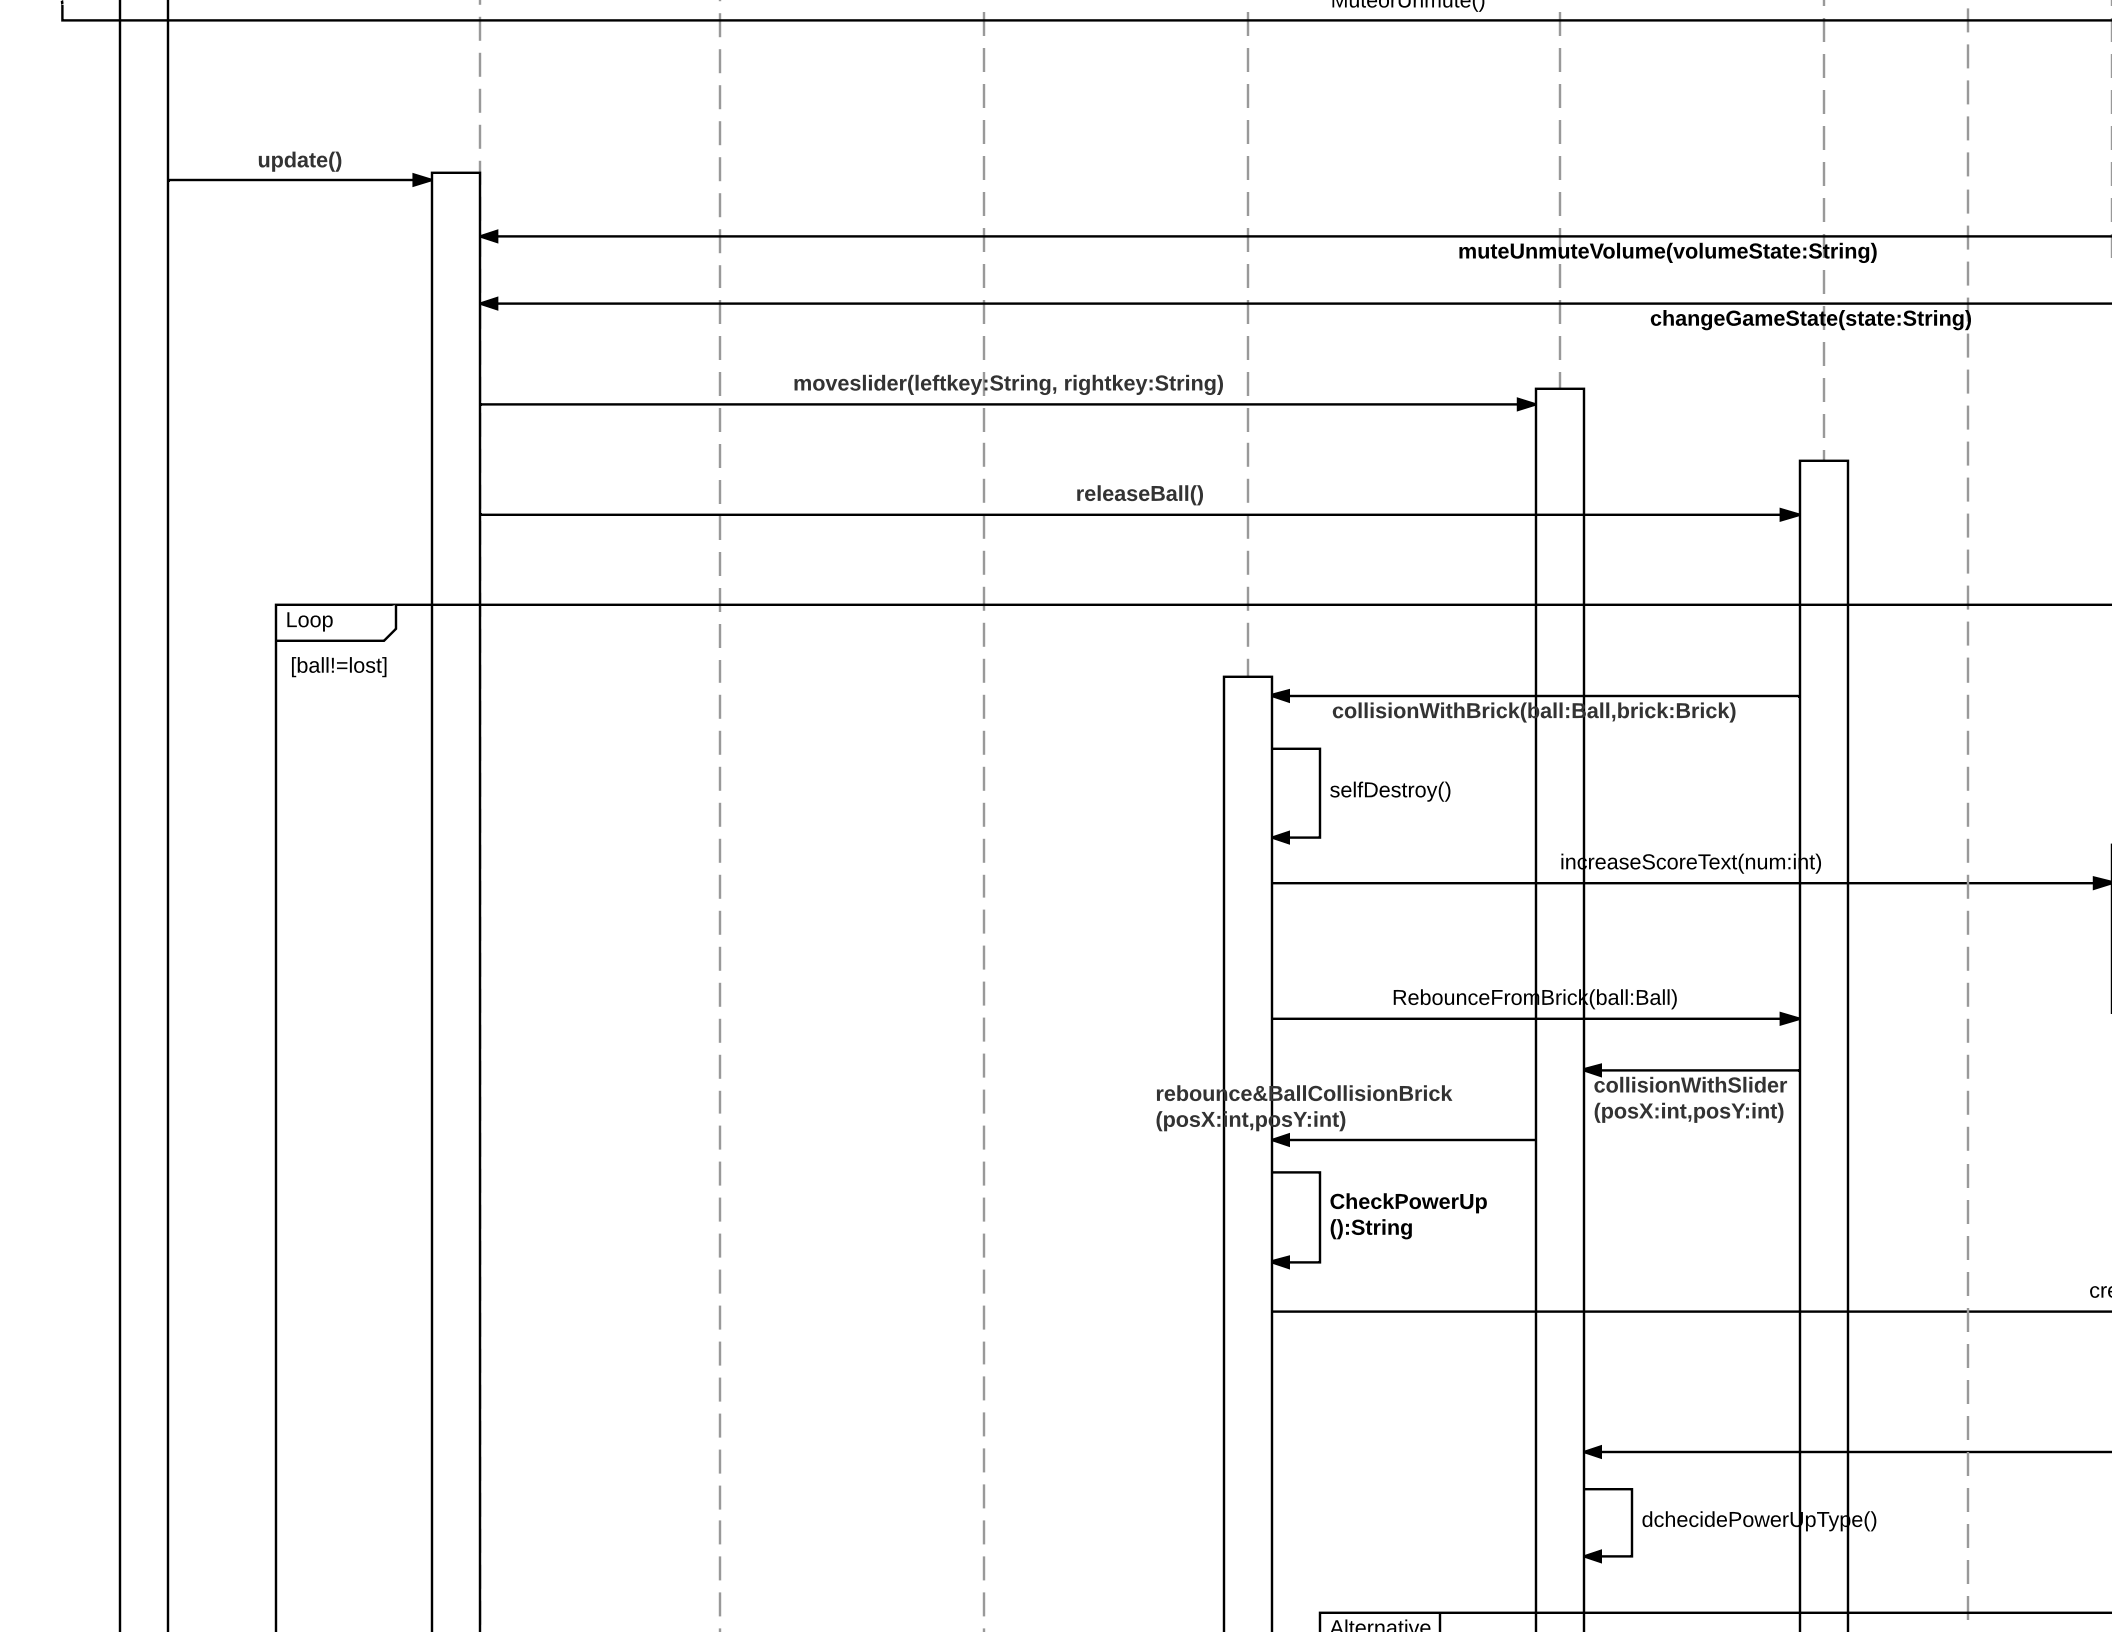 MuteorUnmute()
update()
muteUnmuteVolume(volumeState:String)
changeGameState(state:String)
moveslider(leftkey:String, rightkey:String)
releaseBall()
Loop
[ball!=lost]
collisionWithBrick(ball:Ball,brick:Brick)
selfDestroy()
increaseScoreText(num:int)
RebounceFromBrick(ball:Ball)
collisionWithSlider
(posX:int,posY:int)
rebounce&BallCollisionBrick
(posX:int,posY:int)
CheckPowerUp
():String
dchecidePowerUpType()
Alternative